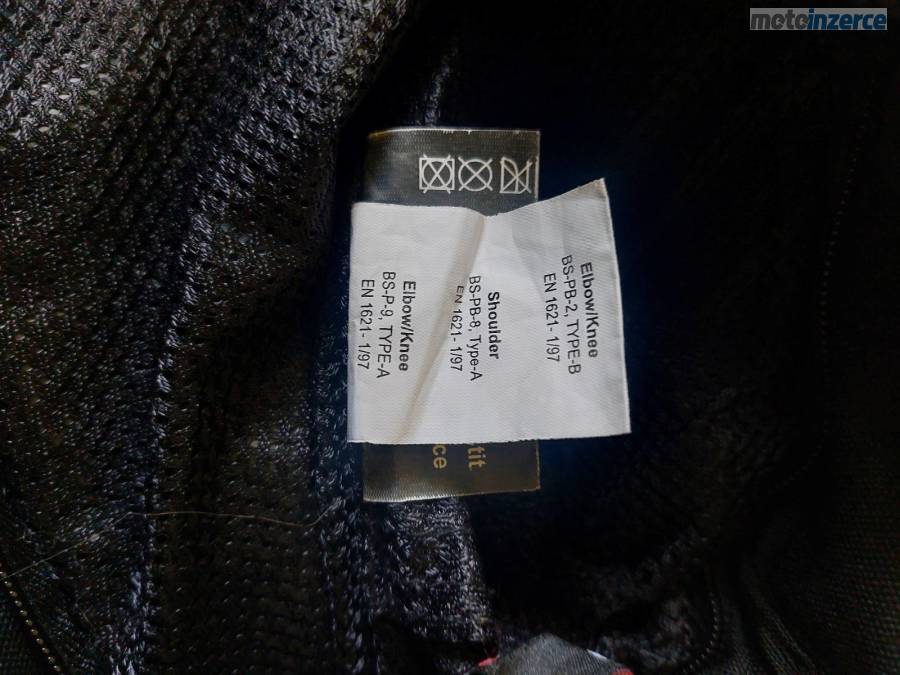 motoinzerce
Elbow/Knee
BS-PB-2, TYPE-B
EN 1621- 1/97
Shoulder
BS-PB-8, Type-A
EN 1621- 1/97
Elbow/Knee
BS-P-9, TYPE-A
EN 1621- 1/97